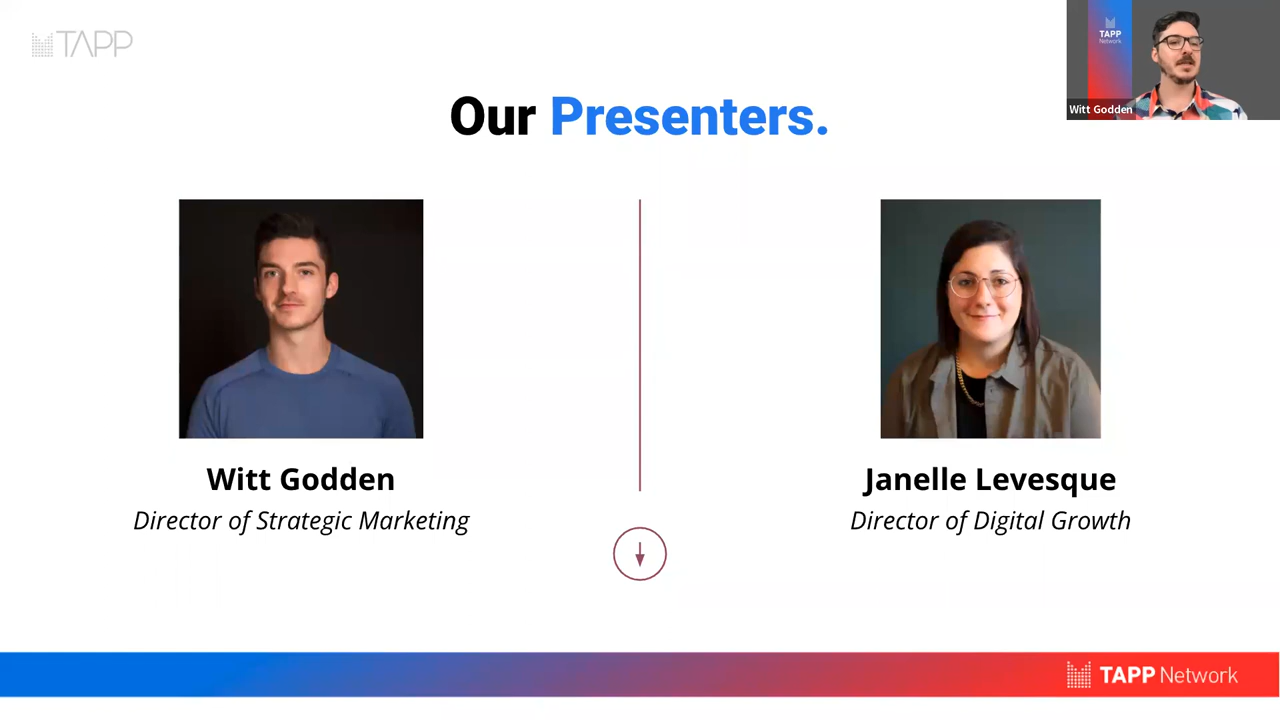 TAPP
TAPP
Network
Witt Godden
Our Presenters.
Witt Godden
Director of Strategic Marketing
Janelle Levesque
Director of Digital Growth
TAPP Network